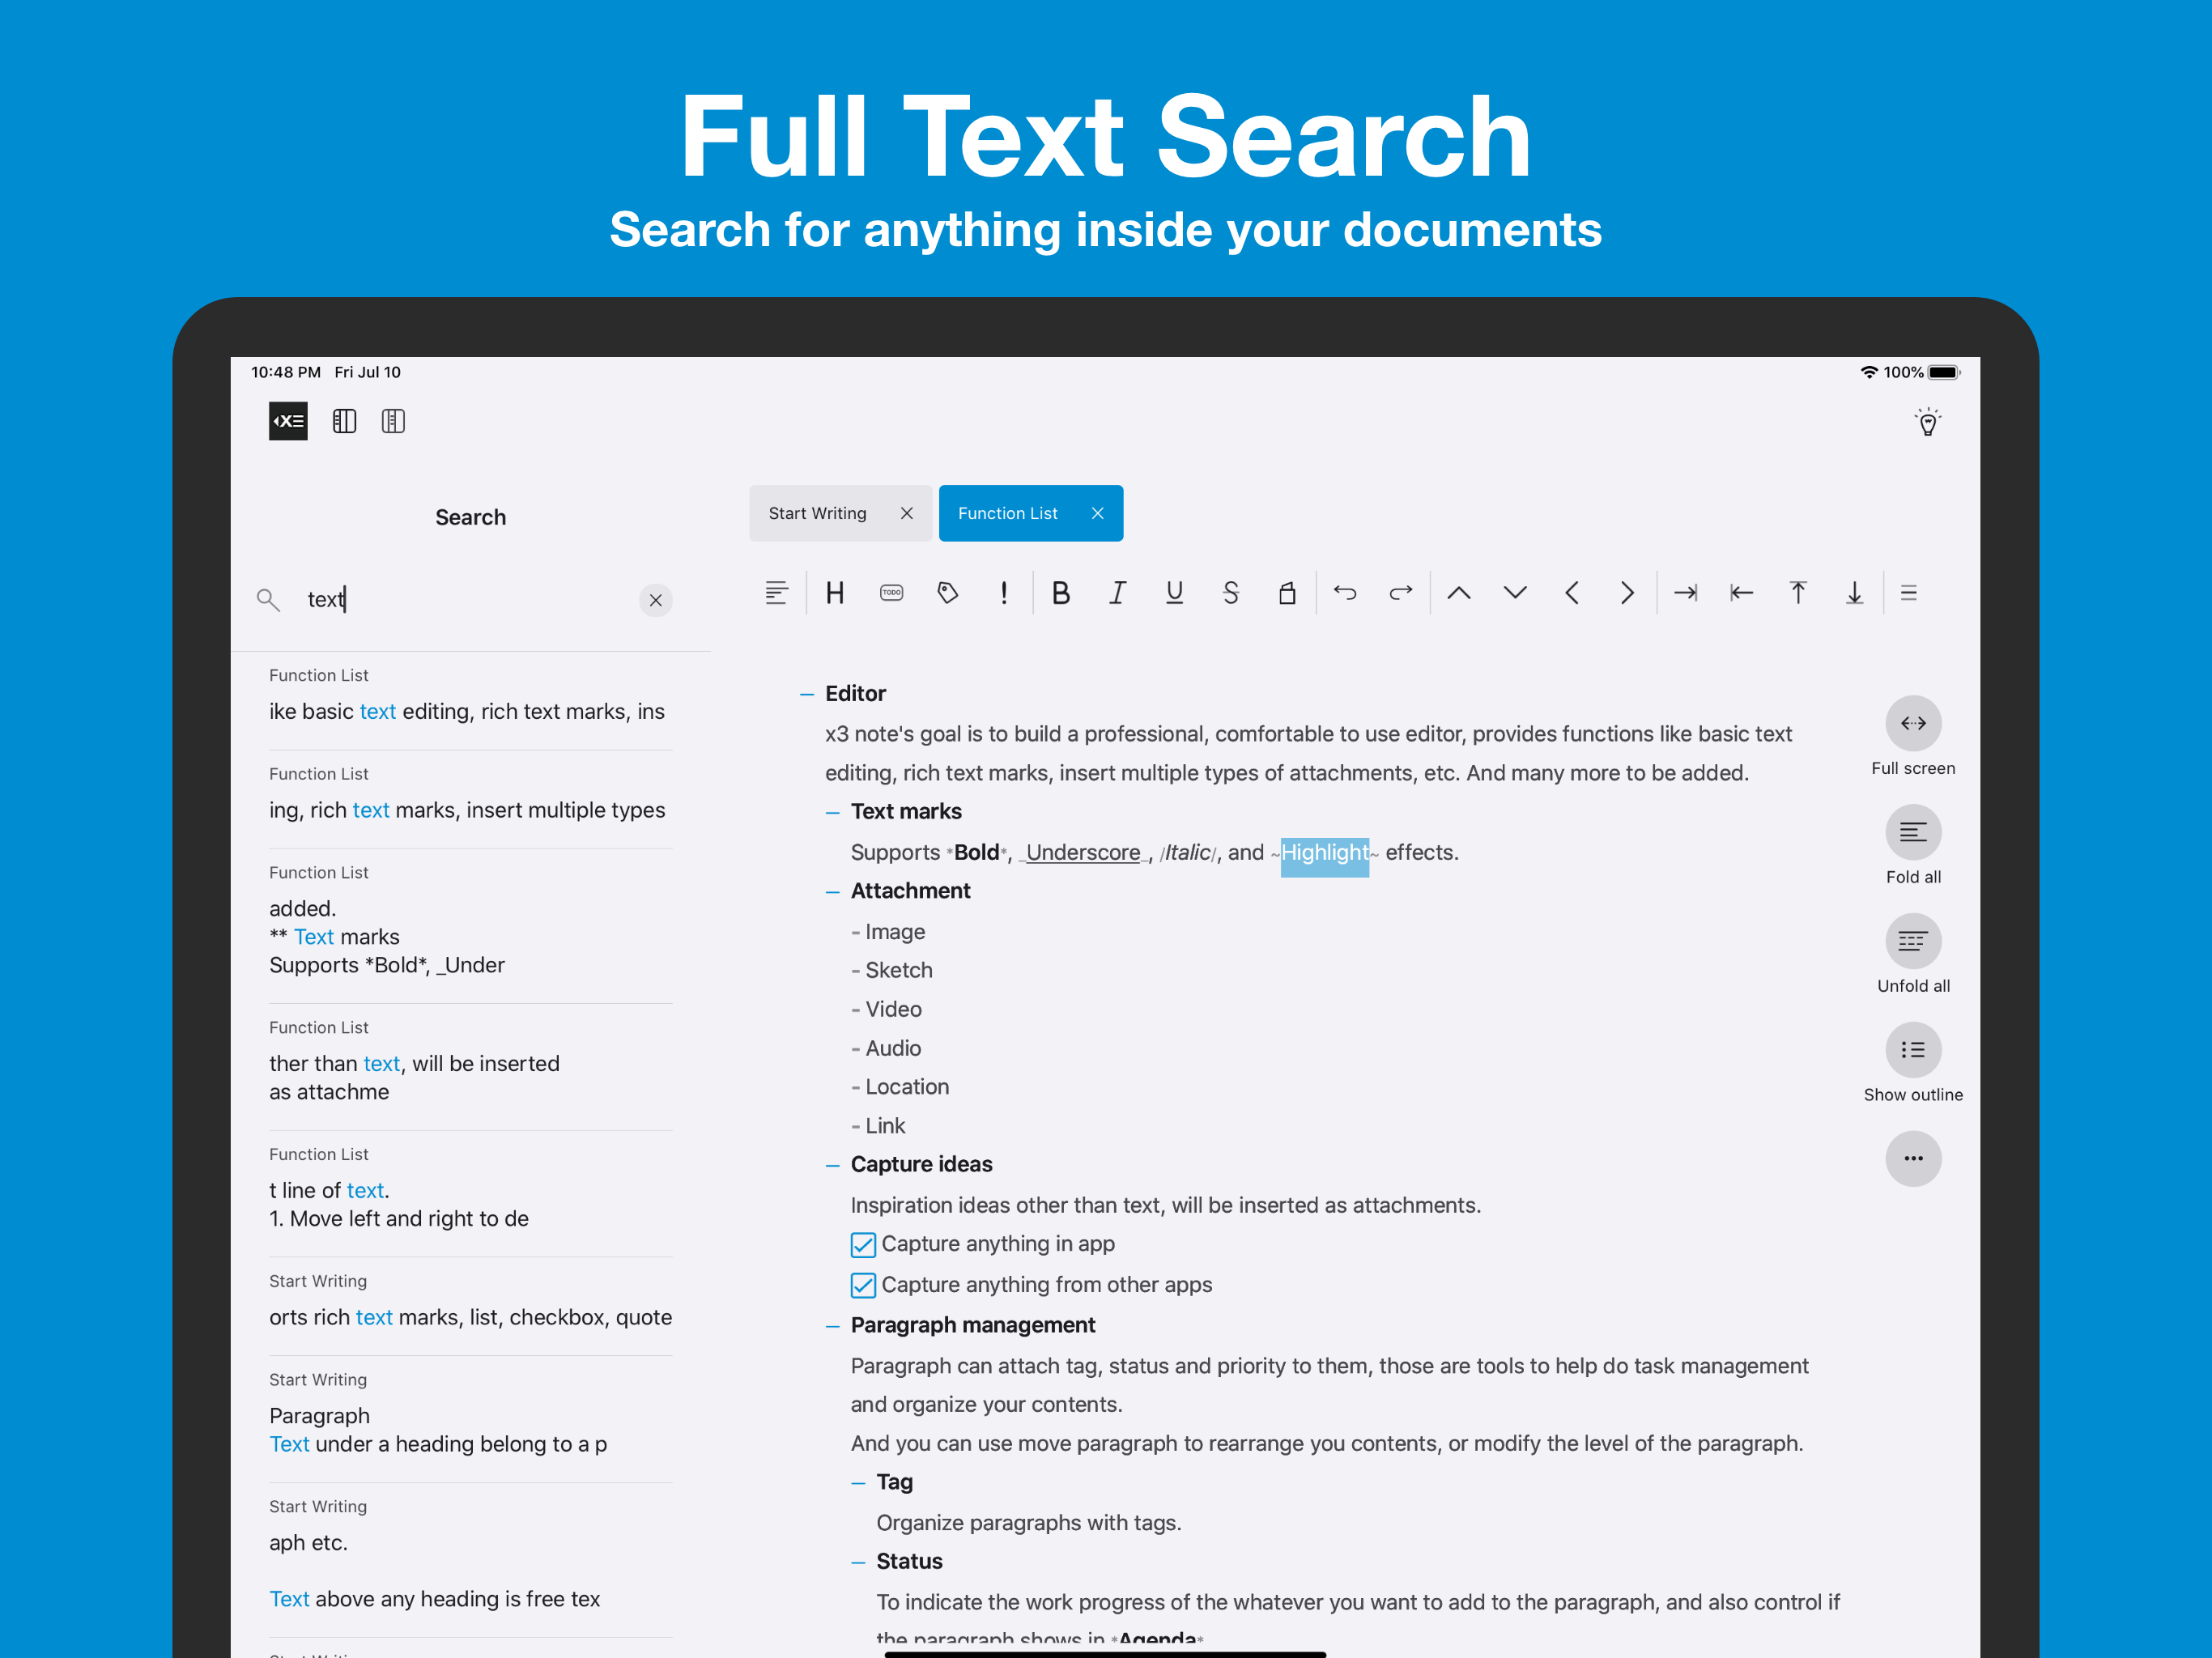 Full Text Search
Search for anything inside your documents
10:48 PM Fri Jul 10
100%
X
Search
Start Writing
Function List
text
H TODO ! B I U S
Function List
ike basic text editing, rich text marks, ins
Function List
ing, rich text marks, insert multiple types
Function List
added.
** Text marks
Supports *Bold*, _Under
Function List
ther than text, will be inserted
as attachme
Function List
t line of text.
1. Move left and right to de
Start Writing
orts rich text marks, list, checkbox, quote
Start Writing
Paragraph
Text under a heading belong to a p
Start Writing
aph etc.
Text above any heading is free tex
Editor
x3 note's goal is to build a professional, comfortable to use editor, provides functions like basic text
editing, rich text marks, insert multiple types of attachments, etc. And many more to be added.
Text marks
Supports *Bold*, _Underscore_, /Italic/, and ~Highlight~ effects.
Attachment
- Image
- Sketch
- Video
- Audio
- Location
- Link
Capture ideas
Inspiration ideas other than text, will be inserted as attachments.
Capture anything in app
Capture anything from other apps
Paragraph management
Paragraph can attach tag, status and priority to them, those are tools to help do task management
and organize your contents.
And you can use move paragraph to rearrange you contents, or modify the level of the paragraph.
Tag
Organize paragraphs with tags.
Status
To indicate the work progress of the whatever you want to add to the paragraph, and also control if
the paragraph shows in *Agenda*
Full screen
Fold all
Unfold all
Show outline